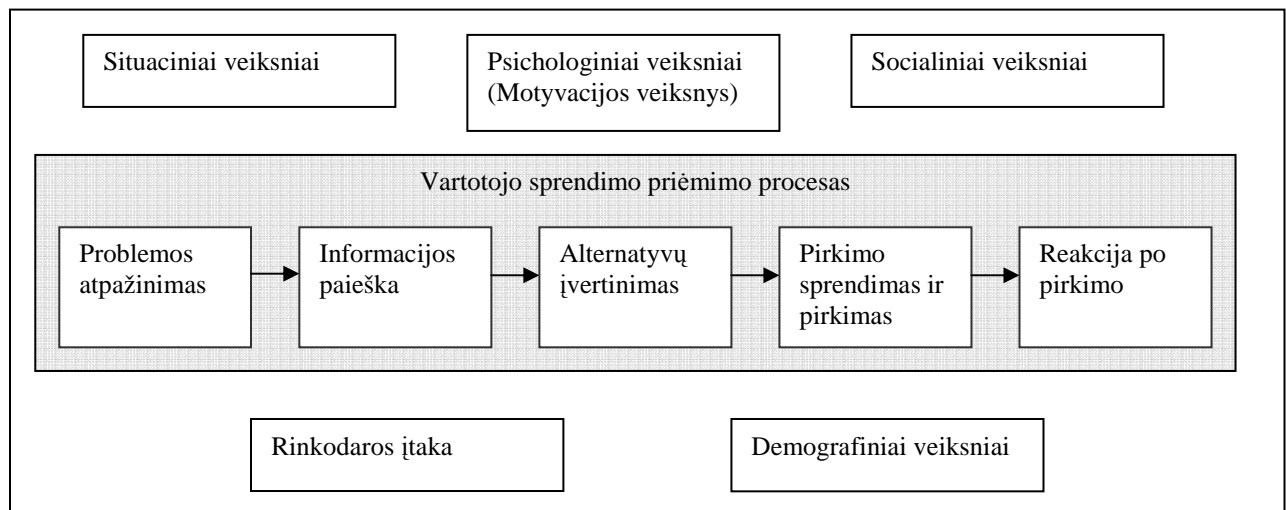 Situaciniai veiksniai
Psichologiniai veiksniai
(Motyvacijos veiksnys)
Socialiniai veiksniai
Vartotojo sprendimo priėmimo procesas
Problemos
atpažinimas
Informacijos
paieška
Alternatyvų
įvertinimas
Pirkimo
sprendimas ir
pirkimas
Reakcija po
pirkimo
Rinkodaros įtaka
Demografiniai veiksniai